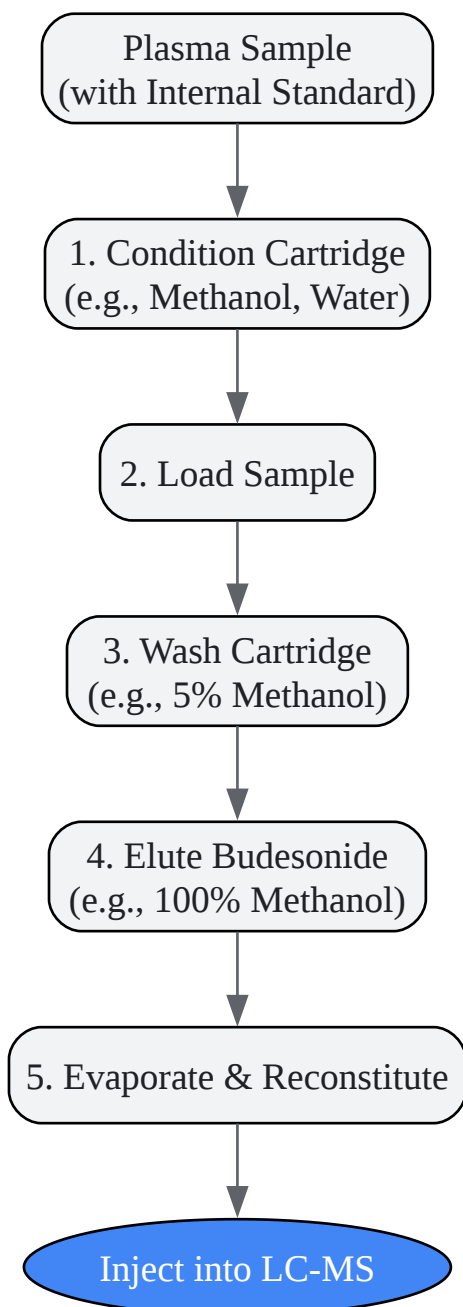 Plasma Sample
(with Internal Standard)
1. Condition Cartridge
(e.g., Methanol, Water)
2. Load Sample
3. Wash Cartridge
(e.g., 5% Methanol)
4. Elute Budesonide
(e.g., 100% Methanol)
5. Evaporate & Reconstitute
Inject into LC-MS